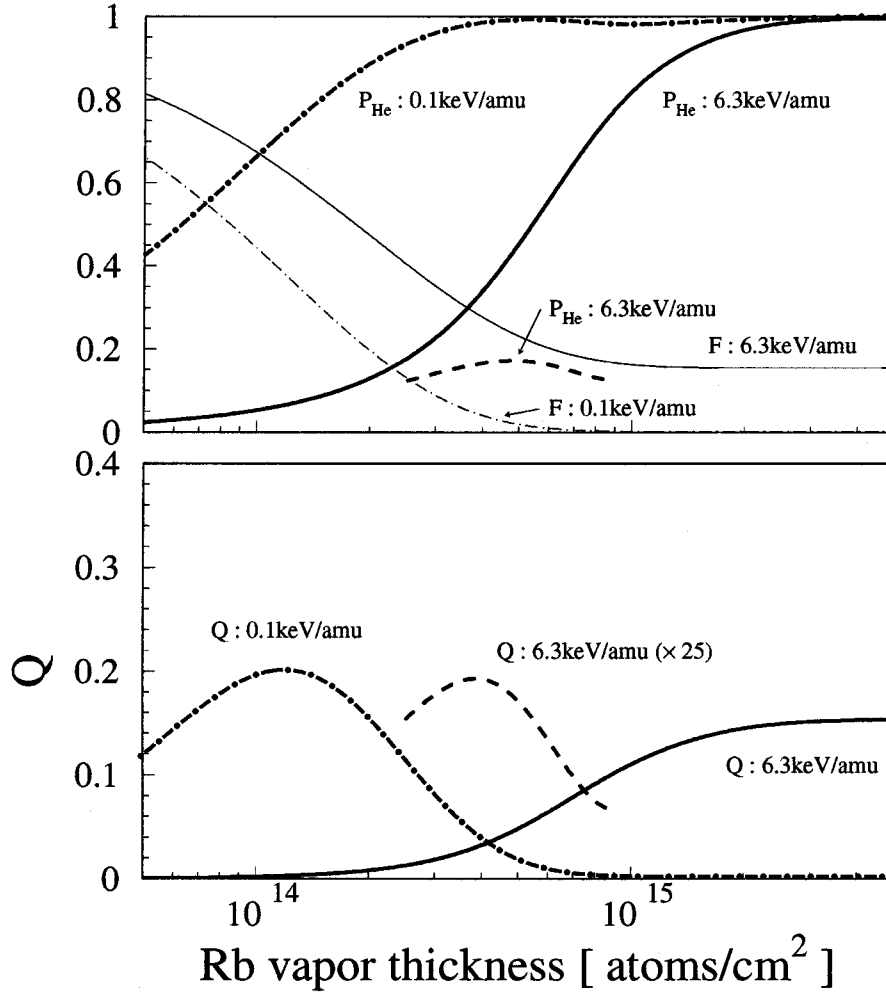 1
P_He : 0.1keV/amu
P_He : 6.3keV/amu
0.8
0.6
0.4
P_He : 6.3keV/amu
F : 6.3keV/amu
0.2
F : 0.1keV/amu
0
0.4
0.3
Q : 0.1keV/amu
Q : 6.3keV/amu (× 25)
Q
0.2
Q : 6.3keV/amu
0.1
0
10^14
10^15
Rb vapor thickness [ atoms/cm^2 ]